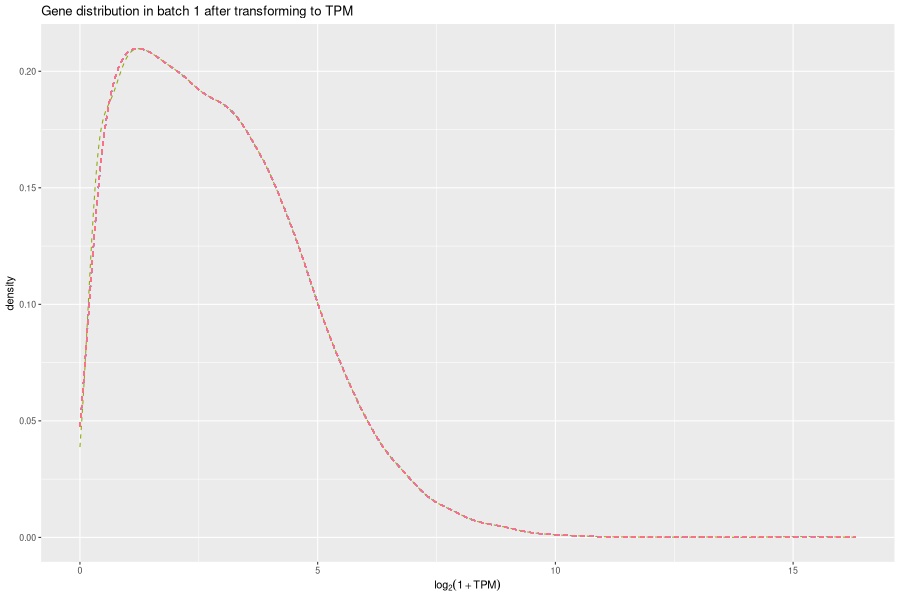 Gene distribution in batch 1 after transforming to TPM
density
0.20
0.15
0.10
0.05
0.00
0 5 10 15
log₂(1 + TPM)